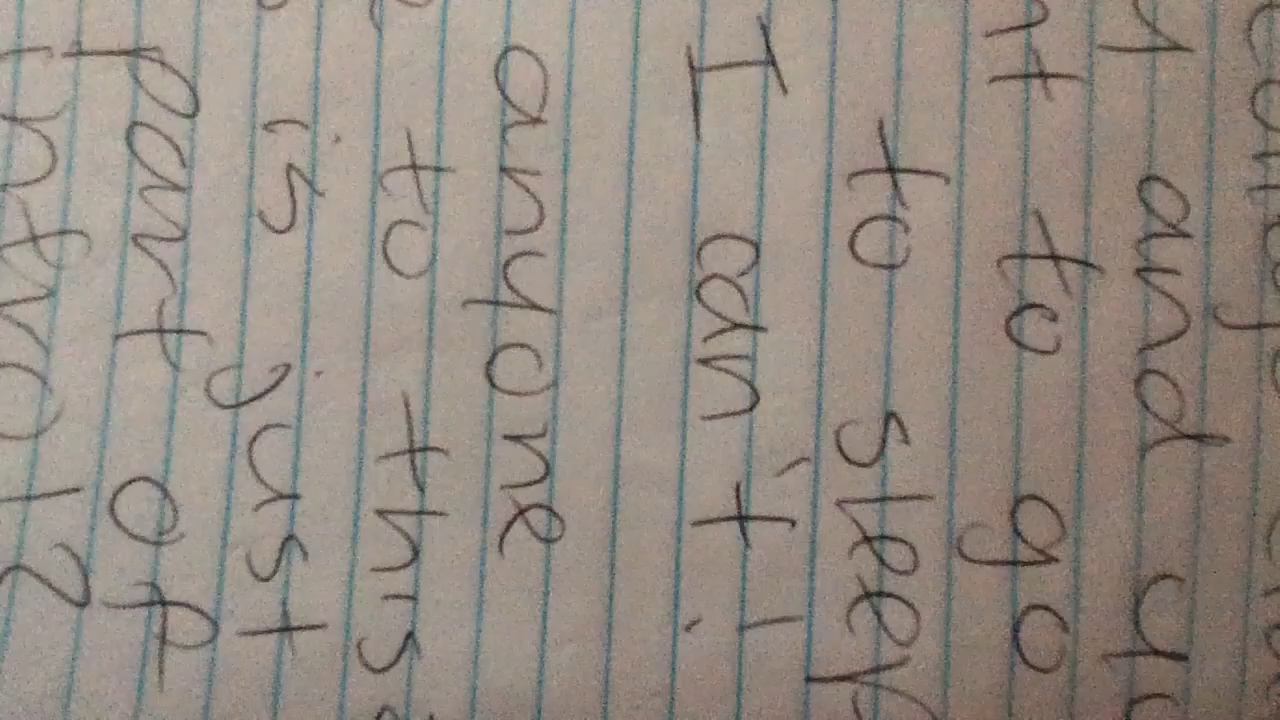 and
to go
to sleep
I can't!
anyone
to this
is just
part of